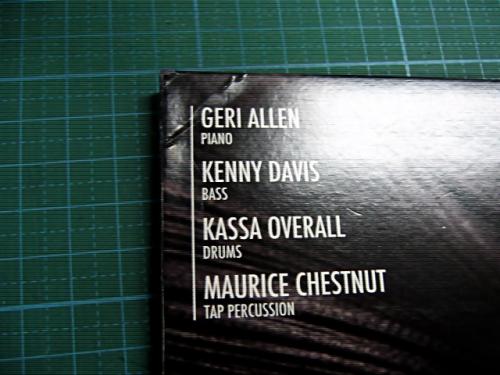 GERI ALLEN
PIANO
KENNY DAVIS
BASS
KASSA OVERALL
DRUMS
MAURICE CHESTNUT
TAP PERCUSSION